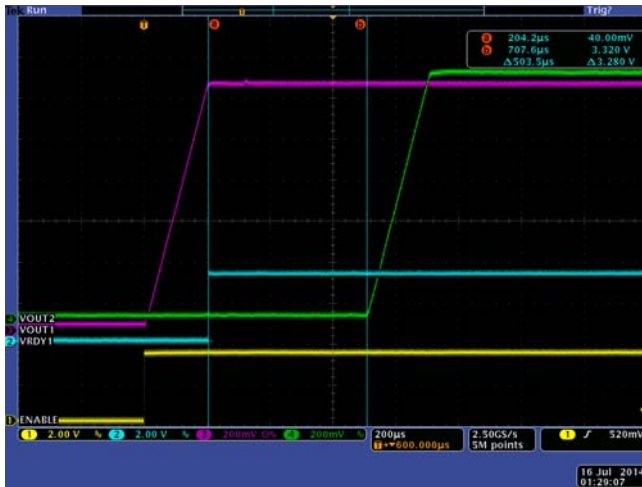 Tek Run Trig?
a b
a 204.2µs 40.00mV
b 707.6µs 3.320 V
Δ503.5µs Δ3.280 V
4 VOUT2
VOUT1
2 VRDY1
1 ENABLE
1 2.00 V 2 2.00 V 3 200mV 4 200mV
200µs
600.000µs
2.50GS/s
5M points
1 520mV
16 Jul 2014
01:29:07